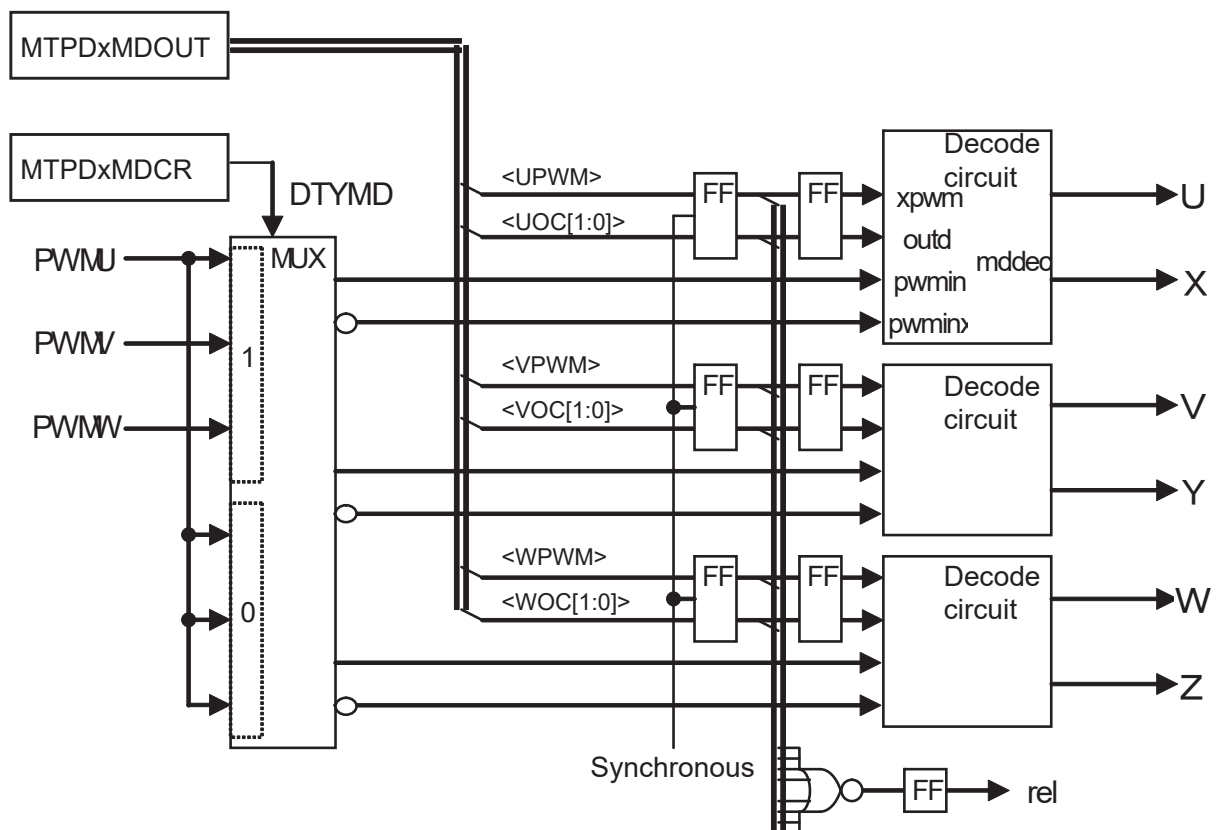 MTPDxMDOUT
MTPDxMDCR
DTYMD
MUX
PWMU
PWMV
PWMW
1
0
<UPWM>
<UOC[1:0]>
FF
FF
Decode
circuit
xpwm
outd
mddec
pwmin
pwminx
U
X
<VPWM>
<VOC[1:0]>
FF
FF
Decode
circuit
V
Y
<WPWM>
<WOC[1:0]>
FF
FF
Decode
circuit
W
Z
Synchronous
FF
rel